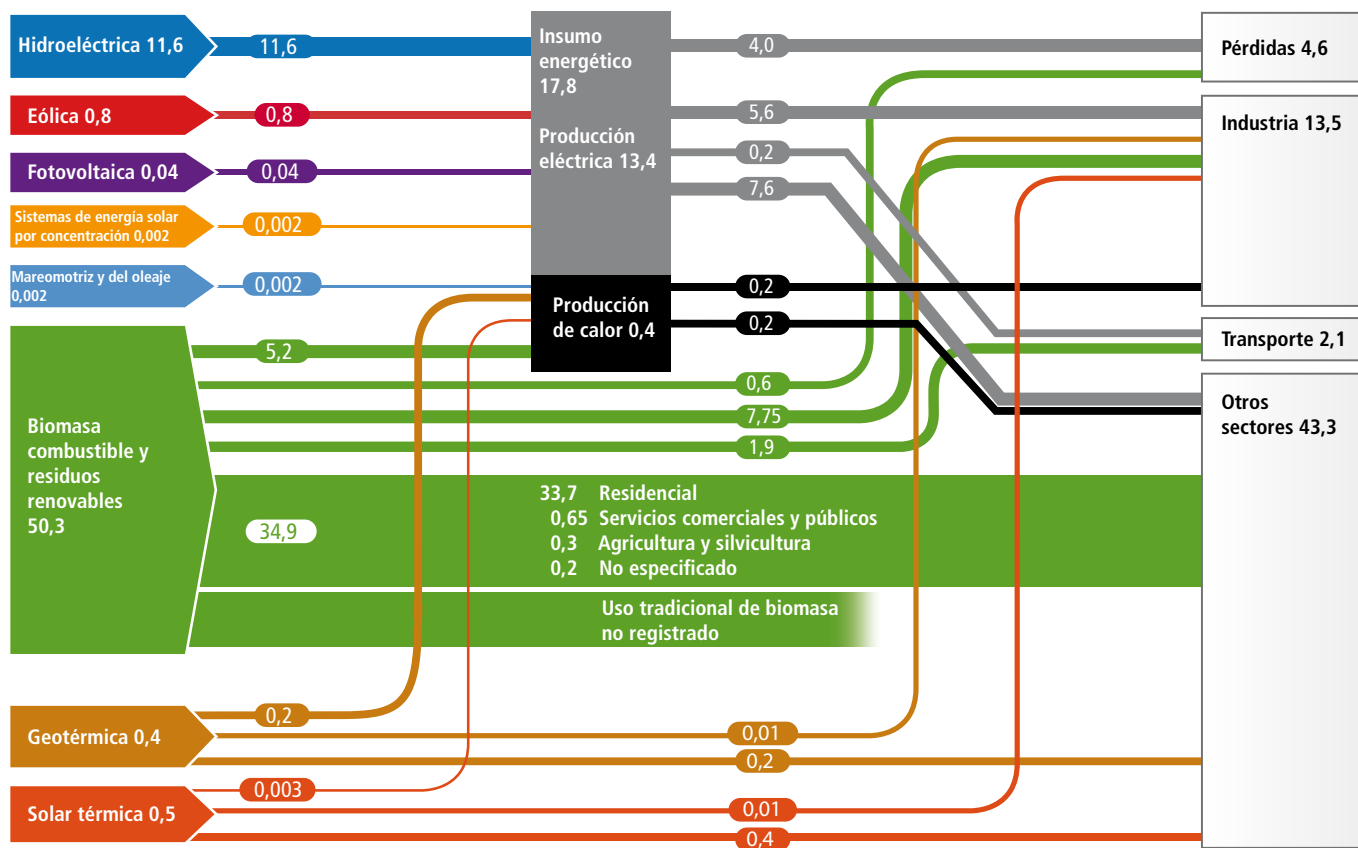 Hidroeléctrica 11,6
11,6
Eólica 0,8
0,8
Fotovoltaica 0,04
0,04
Sistemas de energía solar
por concentración 0,002
0,002
Mareomotriz y del oleaje
0,002
0,002
Biomasa
combustible y
residuos
renovables
50,3
5,2
34,9
Geotérmica 0,4
0,2
Solar térmica 0,5
0,003
Insumo
energético
17,8
Producción
eléctrica 13,4
Producción
de calor 0,4
4,0
5,6
0,2
7,6
0,2
0,2
0,6
7,75
1,9
33,7 Residencial
0,65 Servicios comerciales y públicos
0,3 Agricultura y silvicultura
0,2 No especificado
Uso tradicional de biomasa
no registrado
0,01
0,2
0,01
0,4
Pérdidas 4,6
Industria 13,5
Transporte 2,1
Otros
sectores 43,3